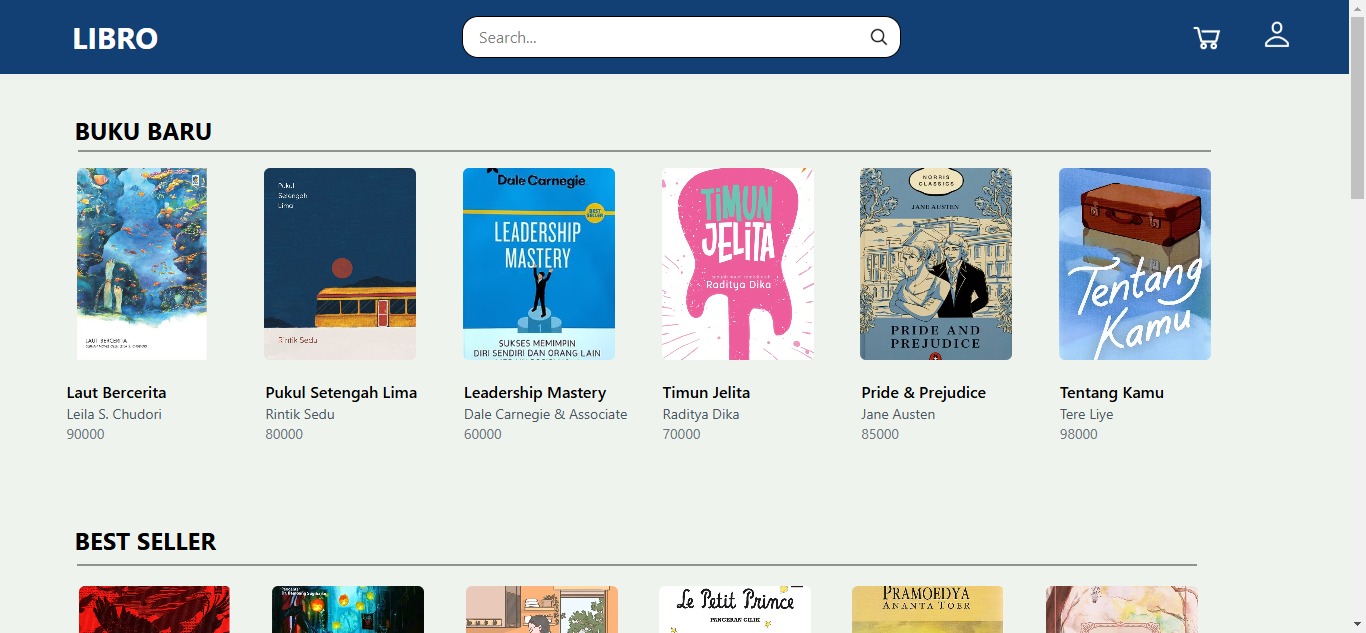 LIBRO
Search...
BUKU BARU
LAUT BERCERITA
Pukul
Setengah
Lima
Rintik Sedu
Dale Carnegie
BEST
SELLER
LEADERSHIP
MASTERY
1
SUKSES MEMIMPIN
DIRI SENDIRI DAN ORANG LAIN
TIMUN
JELITA
Raditya Dika
NORRIS
CLASSICS
JANE AUSTEN
PRIDE AND
PREJUDICE
Tentang
Kamu
Laut Bercerita
Leila S. Chudori
90000
Pukul Setengah Lima
Rintik Sedu
80000
Leadership Mastery
Dale Carnegie & Associate
60000
Timun Jelita
Raditya Dika
70000
Pride & Prejudice
Jane Austen
85000
Tentang Kamu
Tere Liye
98000
BEST SELLER
Le Petit Prince
PANGERAN CILIK
PRAMOEDYA
ANANTA TOER